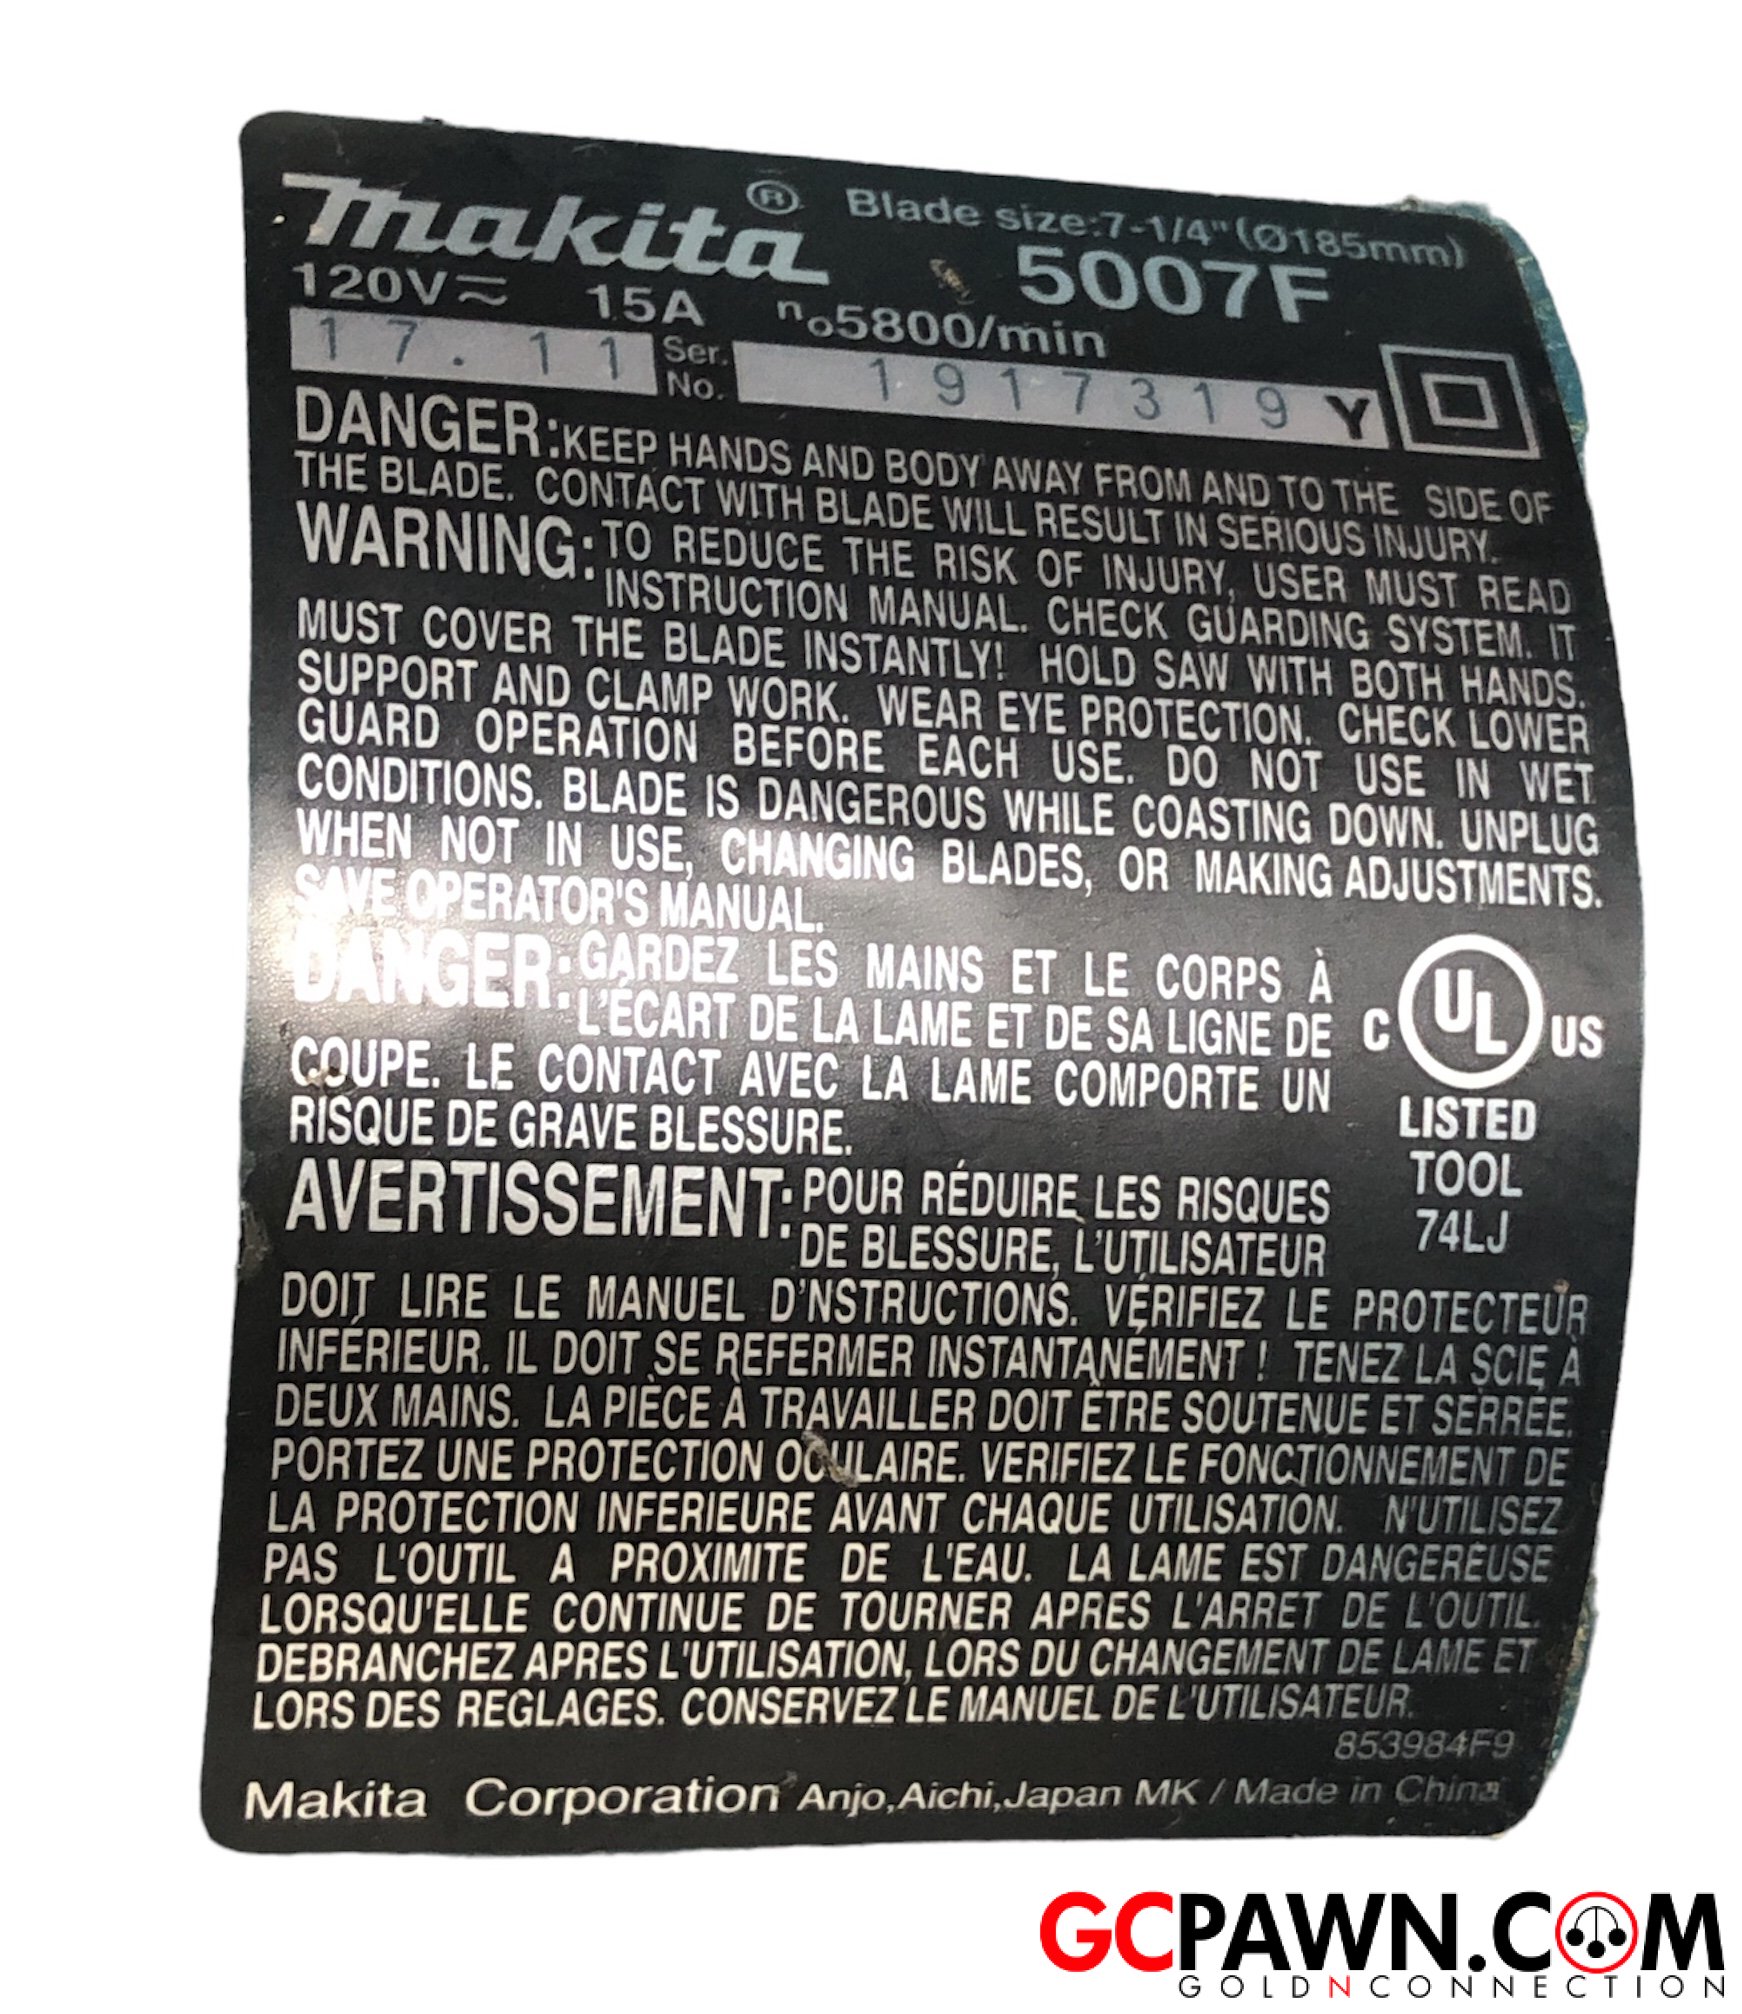 makita® Blade size:7-1/4"(Ø185mm)
5007F
120V⎓ 15A no5800/min
17.11 Ser. No. 1917319 Y
DANGER:KEEP HANDS AND BODY AWAY FROM AND TO THE SIDE OF
THE BLADE. CONTACT WITH BLADE WILL RESULT IN SERIOUS INJURY.
WARNING:TO REDUCE THE RISK OF INJURY, USER MUST READ
INSTRUCTION MANUAL. CHECK GUARDING SYSTEM. IT
MUST COVER THE BLADE INSTANTLY! HOLD SAW WITH BOTH HANDS.
SUPPORT AND CLAMP WORK. WEAR EYE PROTECTION. CHECK LOWER
GUARD OPERATION BEFORE EACH USE. DO NOT USE IN WET
CONDITIONS. BLADE IS DANGEROUS WHILE COASTING DOWN. UNPLUG
WHEN NOT IN USE, CHANGING BLADES, OR MAKING ADJUSTMENTS.
SAVE OPERATOR'S MANUAL.
DANGER:GARDEZ LES MAINS ET LE CORPS À
L'ÉCART DE LA LAME ET DE SA LIGNE DE
COUPE. LE CONTACT AVEC LA LAME COMPORTE UN
RISQUE DE GRAVE BLESSURE.
C UL US
LISTED
TOOL
74LJ
AVERTISSEMENT:POUR RÉDUIRE LES RISQUES
DE BLESSURE, L'UTILISATEUR
DOIT LIRE LE MANUEL D'NSTRUCTIONS. VÉRIFIEZ LE PROTECTEUR
INFÉRIEUR. IL DOIT SE REFERMER INSTANTANÉMENT ! TENEZ LA SCIE À
DEUX MAINS. LA PIÈCE À TRAVAILLER DOIT ÊTRE SOUTENUE ET SERRÉE.
PORTEZ UNE PROTECTION OCULAIRE. VERIFIEZ LE FONCTIONNEMENT DE
LA PROTECTION INFERIEURE AVANT CHAQUE UTILISATION. N'UTILISEZ
PAS L'OUTIL A PROXIMITE DE L'EAU. LA LAME EST DANGEREUSE
LORSQU'ELLE CONTINUE DE TOURNER APRES L'ARRET DE L'OUTIL.
DEBRANCHEZ APRES L'UTILISATION, LORS DU CHANGEMENT DE LAME ET
LORS DES REGLAGES. CONSERVEZ LE MANUEL DE L'UTILISATEUR.
853984F9
Makita Corporation Anjo,Aichi,Japan MK / Made in China
GCPAWN.COM
GOLDNCONNECTION